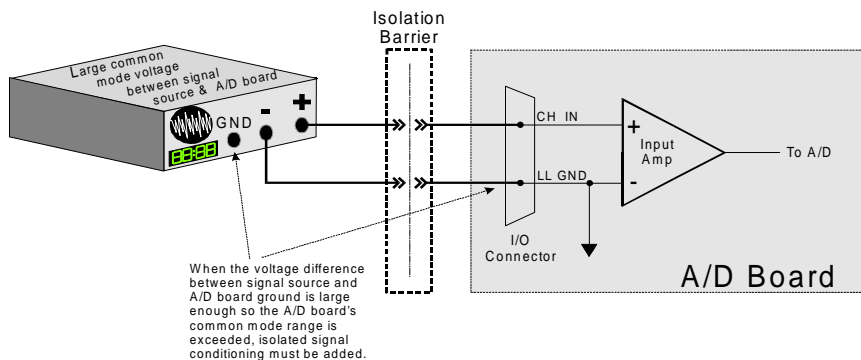 Isolation
Barrier
Large common
mode voltage
between signal
source & A/D board
GND
-
+
88:88
CH IN
LL GND
+
-
Input
Amp
To A/D
I/O
Connector
A/D Board
When the voltage difference
between signal source and
A/D board ground is large
enough so the A/D board's
common mode range is
exceeded, isolated signal
conditioning must be added.